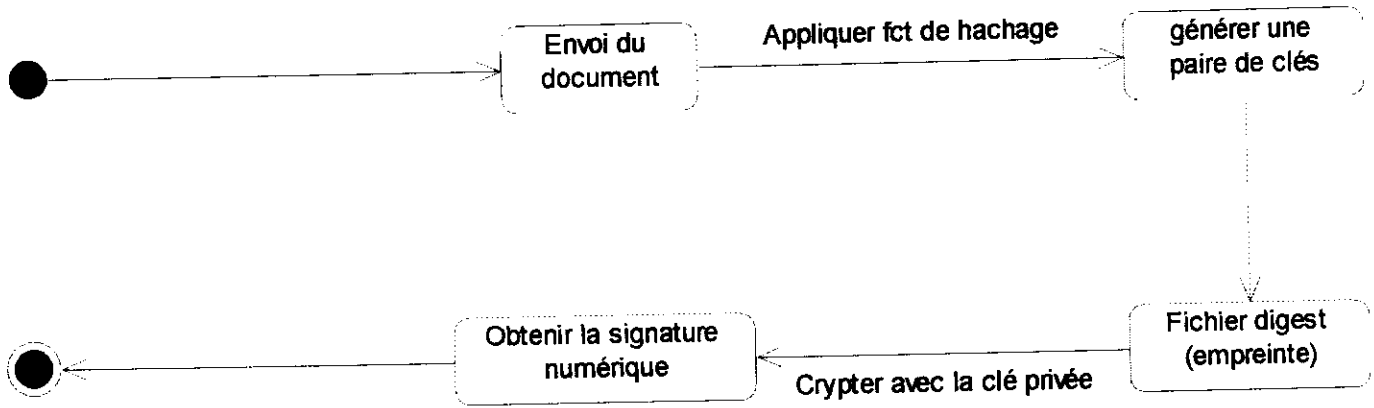 Envoi du
document
Appliquer fct de hachage
générer une
paire de clés
Fichier digest
(empreinte)
Crypter avec la clé privée
Obtenir la signature
numérique